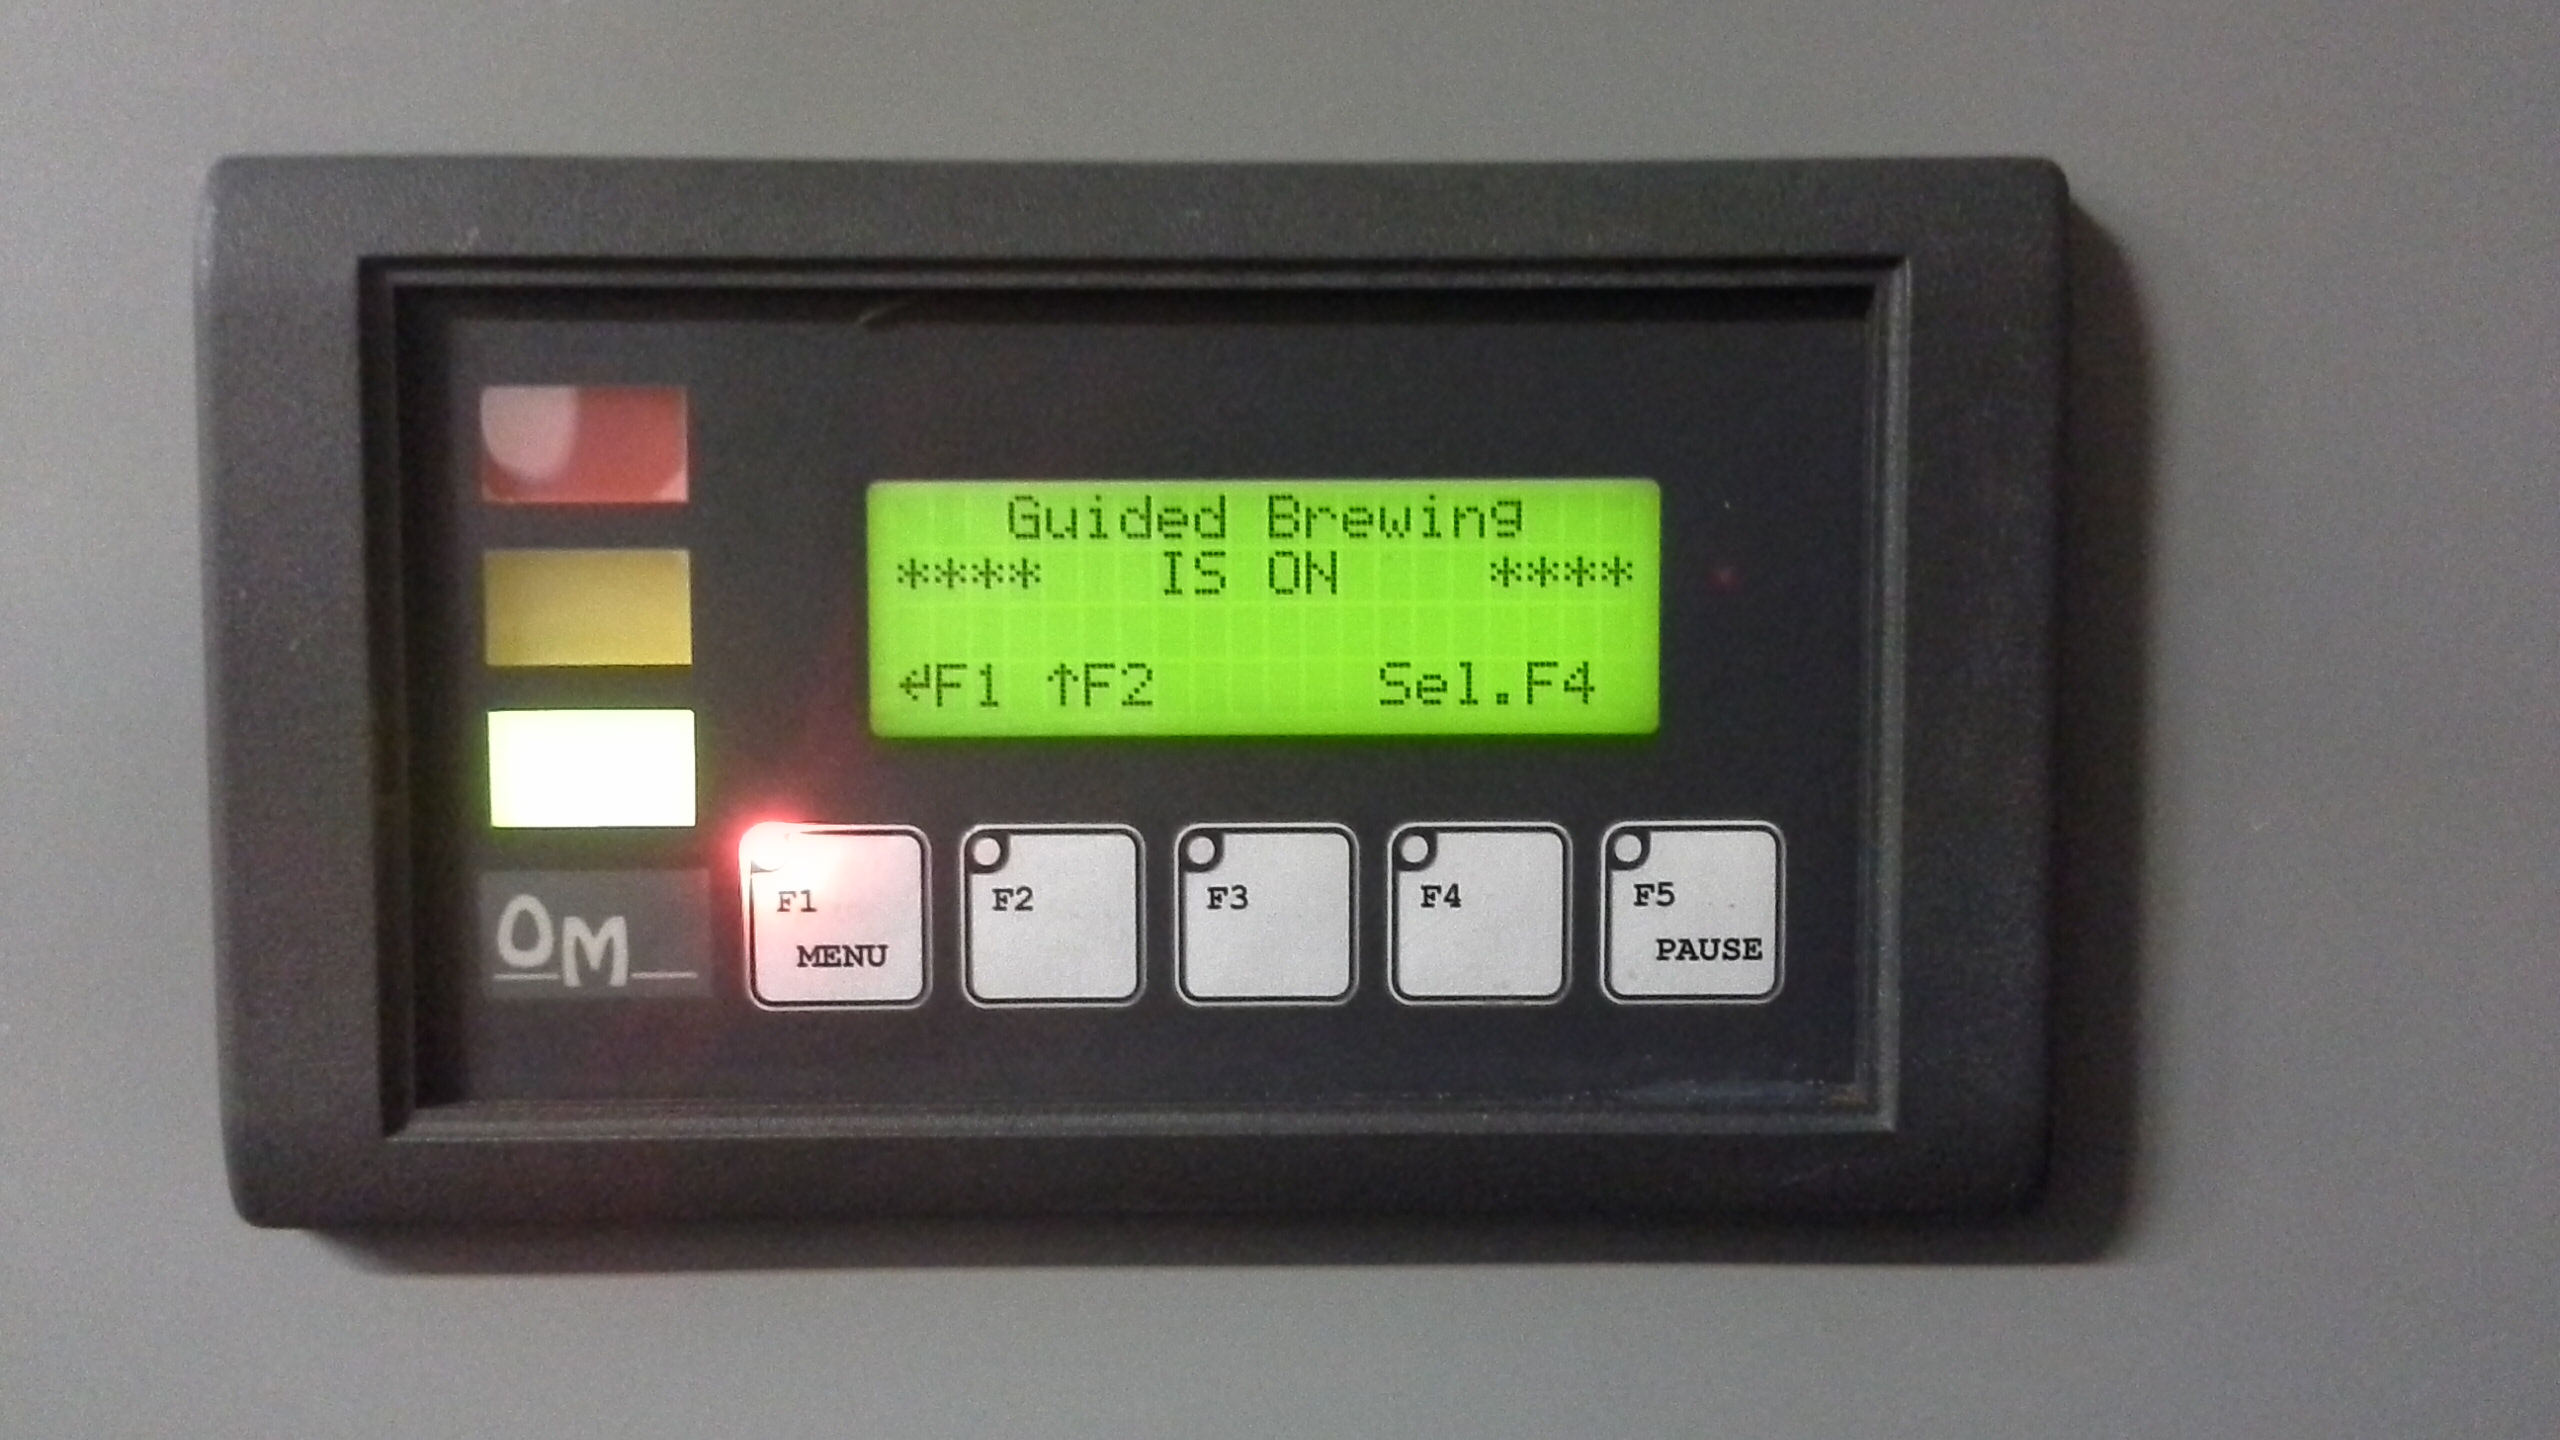 Guided Brewing
**** IS ON ****
↵F1 ↑F2 Sel.F4
OM
F1 MENU
F2
F3
F4
F5 PAUSE